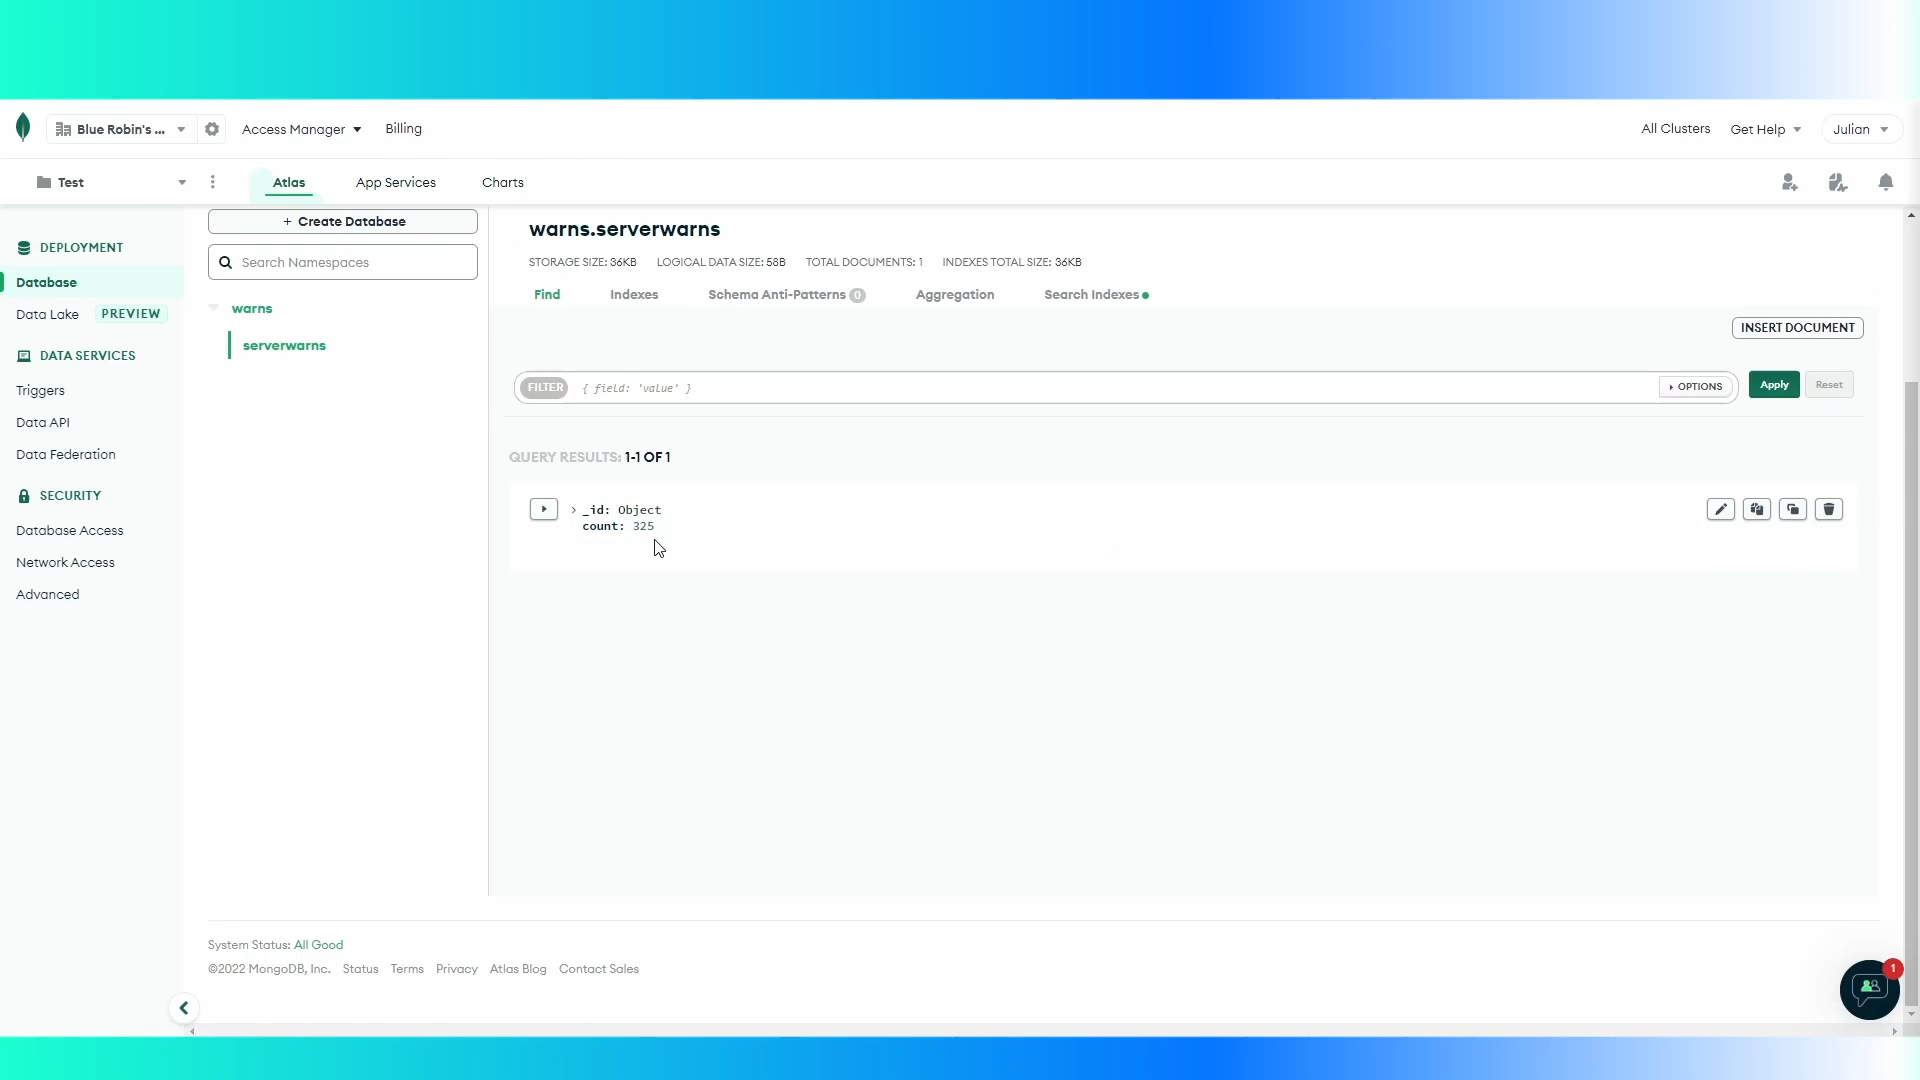 Blue Robin's ...
Access Manager
Billing
All Clusters
Get Help
Julian
Test
Atlas
App Services
Charts
DEPLOYMENT
Database
Data Lake PREVIEW
DATA SERVICES
Triggers
Data API
Data Federation
SECURITY
Database Access
Network Access
Advanced
+ Create Database
Search Namespaces
warns
serverwarns
warns.serverwarns
STORAGE SIZE: 36KB LOGICAL DATA SIZE: 58B TOTAL DOCUMENTS: 1 INDEXES TOTAL SIZE: 36KB
Find Indexes Schema Anti-Patterns 0 Aggregation Search Indexes
INSERT DOCUMENT
FILTER { field: 'value' } OPTIONS Apply Reset
QUERY RESULTS: 1-1 OF 1
_id: Object
count: 325
System Status: All Good
©2022 MongoDB, Inc. Status Terms Privacy Atlas Blog Contact Sales
1